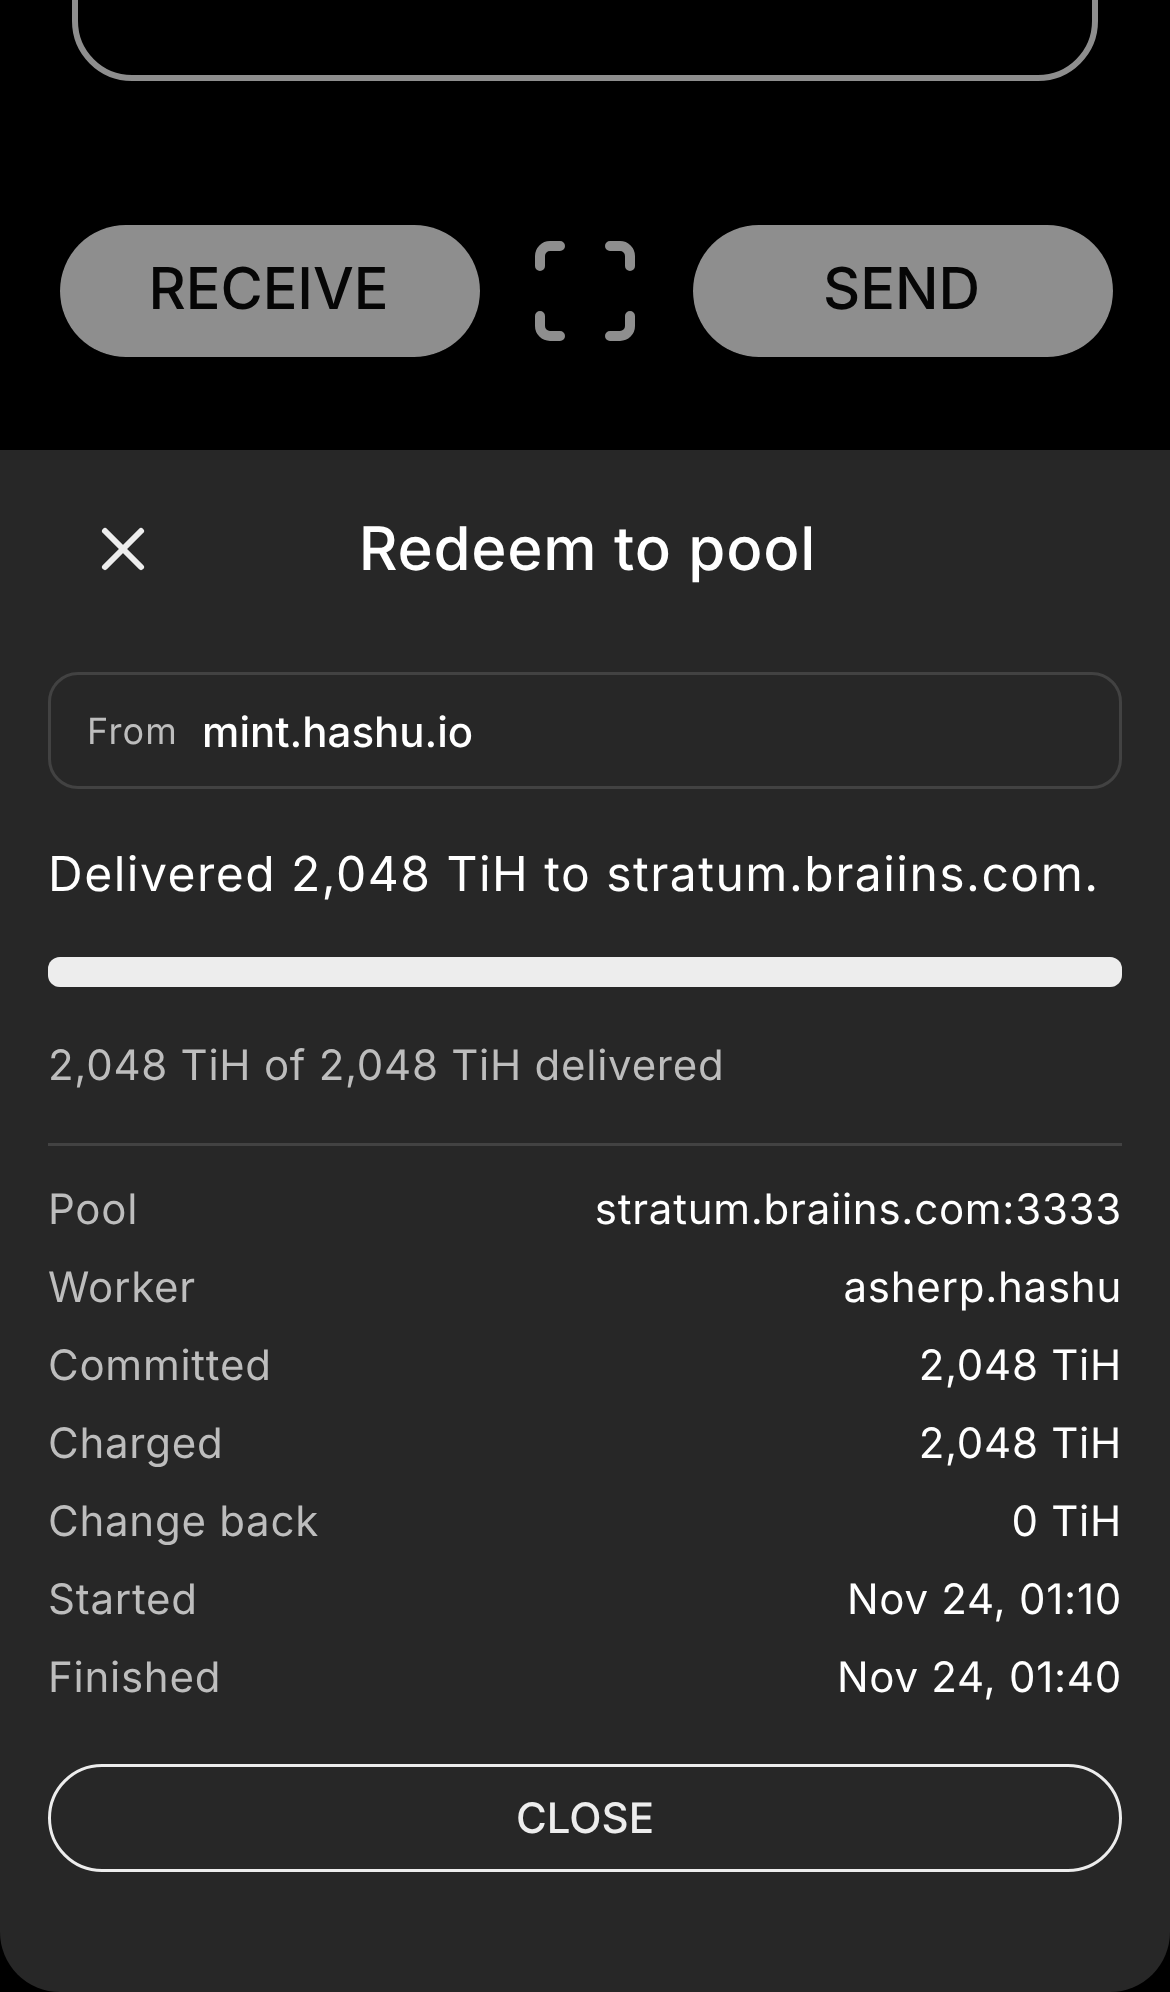 RECEIVE
SEND
Redeem to pool
From mint.hashu.io
Delivered 2,048 TiH to stratum.braiins.com.
2,048 TiH of 2,048 TiH delivered
Pool stratum.braiins.com:3333
Worker asherp.hashu
Committed 2,048 TiH
Charged 2,048 TiH
Change back 0 TiH
Started Nov 24, 01:10
Finished Nov 24, 01:40
CLOSE